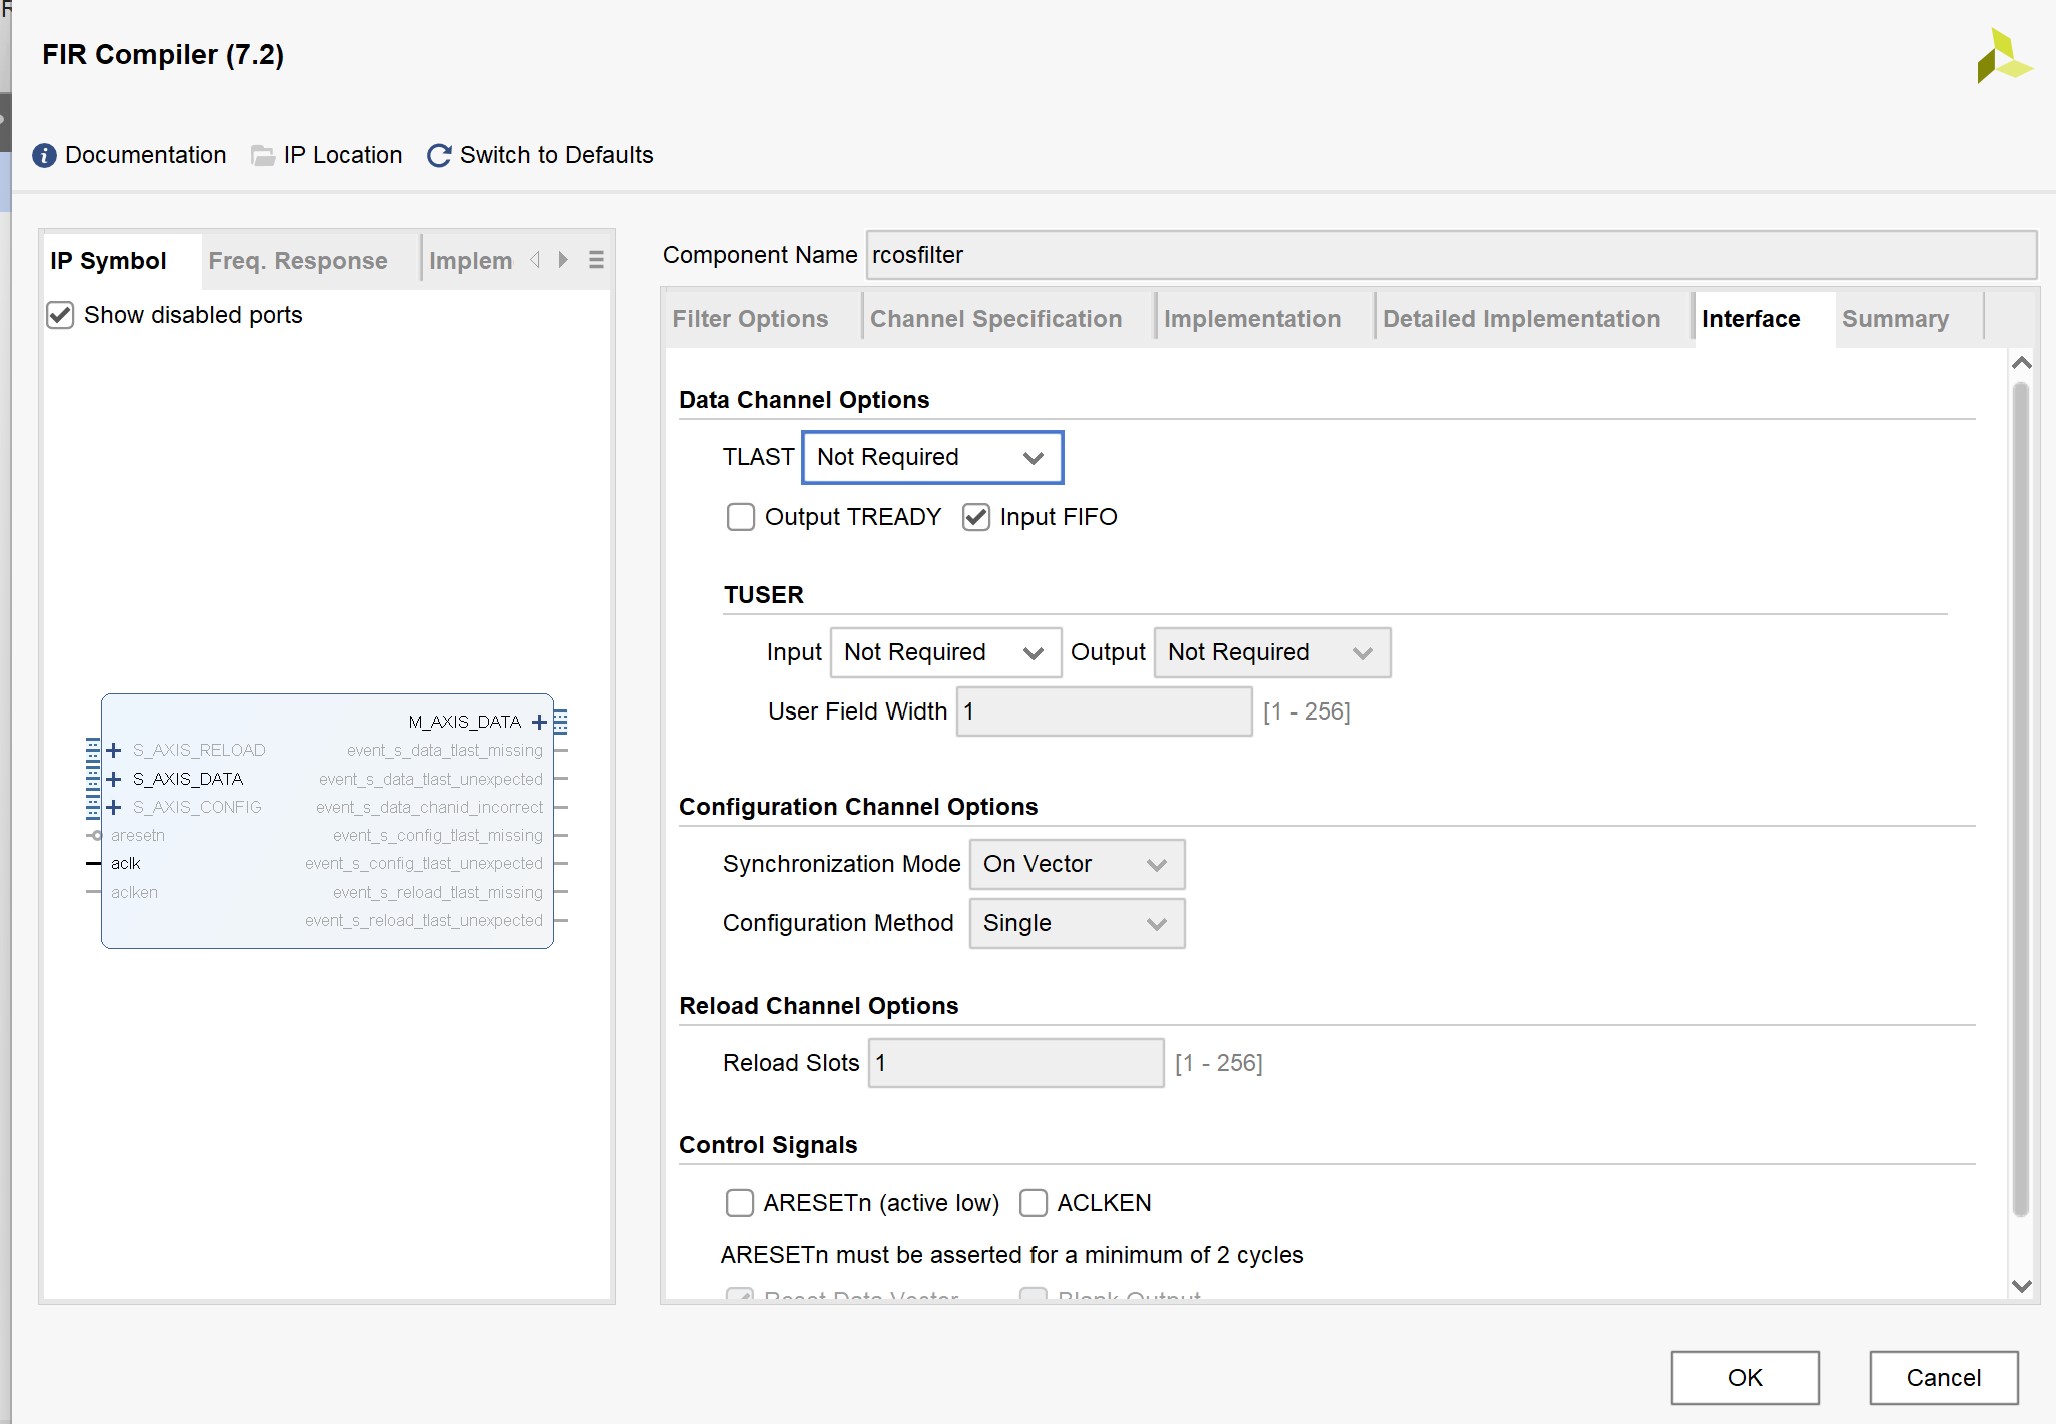 FIR Compiler (7.2)
Documentation IP Location Switch to Defaults
IP Symbol Freq. Response Implem
Show disabled ports
M_AXIS_DATA
S_AXIS_RELOAD event_s_data_tlast_missing
S_AXIS_DATA event_s_data_tlast_unexpected
S_AXIS_CONFIG event_s_data_chanid_incorrect
aresetn event_s_config_tlast_missing
aclk event_s_config_tlast_unexpected
aclken event_s_reload_tlast_missing
event_s_reload_tlast_unexpected
Component Name rcosfilter
Filter Options Channel Specification Implementation Detailed Implementation Interface Summary
Data Channel Options
TLAST Not Required
Output TREADY Input FIFO
TUSER
Input Not Required Output Not Required
User Field Width 1 [1 - 256]
Configuration Channel Options
Synchronization Mode On Vector
Configuration Method Single
Reload Channel Options
Reload Slots 1 [1 - 256]
Control Signals
ARESETn (active low) ACLKEN
ARESETn must be asserted for a minimum of 2 cycles
Reset Data Vector Blank Output
OK Cancel